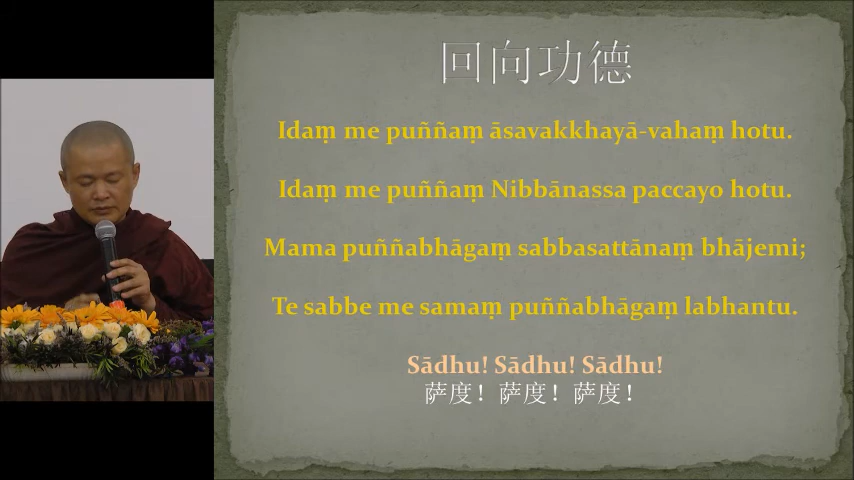 回向功德
Idaṃ me puññaṃ āsavakkhayā-vahaṃ hotu.
Idaṃ me puññaṃ Nibbānassa paccayo hotu.
Mama puññabhāgaṃ sabbasattānaṃ bhājemi;
Te sabbe me samaṃ puññabhāgaṃ labhantu.
Sādhu! Sādhu! Sādhu!
萨度！萨度！萨度！